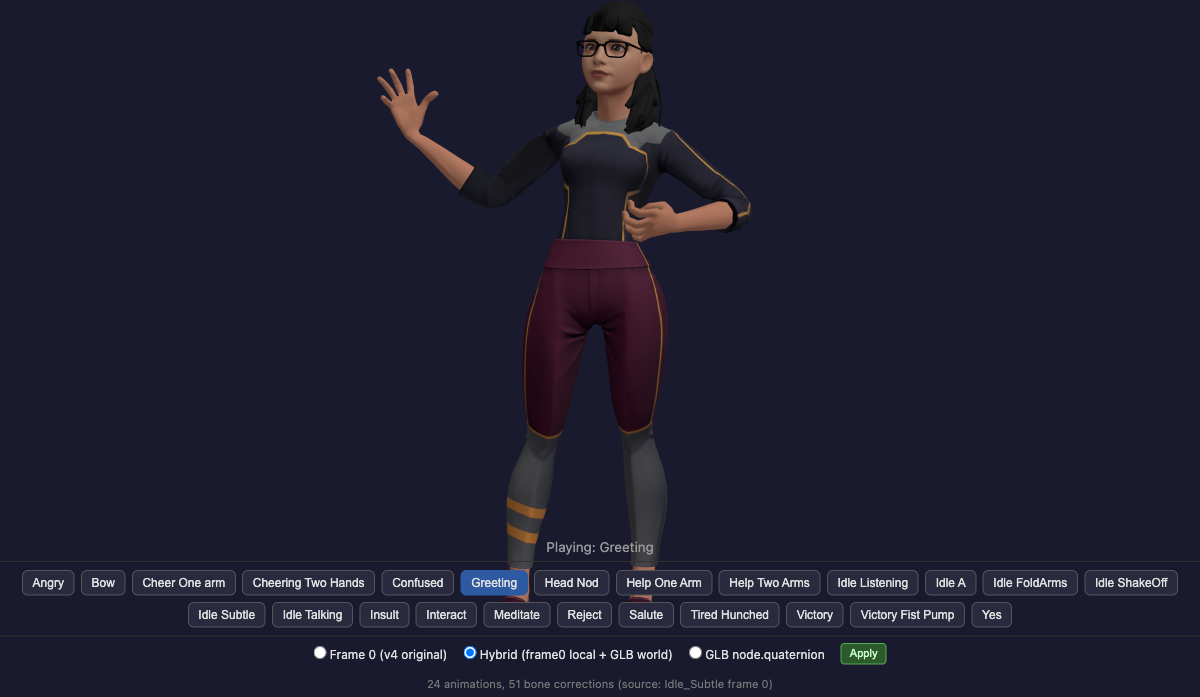 Playing: Greeting
Angry Bow Cheer One arm Cheering Two Hands Confused Greeting Head Nod Help One Arm Help Two Arms Idle Listening Idle A Idle FoldArms Idle ShakeOff
Idle Subtle Idle Talking Insult Interact Meditate Reject Salute Tired Hunched Victory Victory Fist Pump Yes
Frame 0 (v4 original) Hybrid (frame0 local + GLB world) GLB node.quaternion Apply
24 animations, 51 bone corrections (source: Idle_Subtle frame 0)